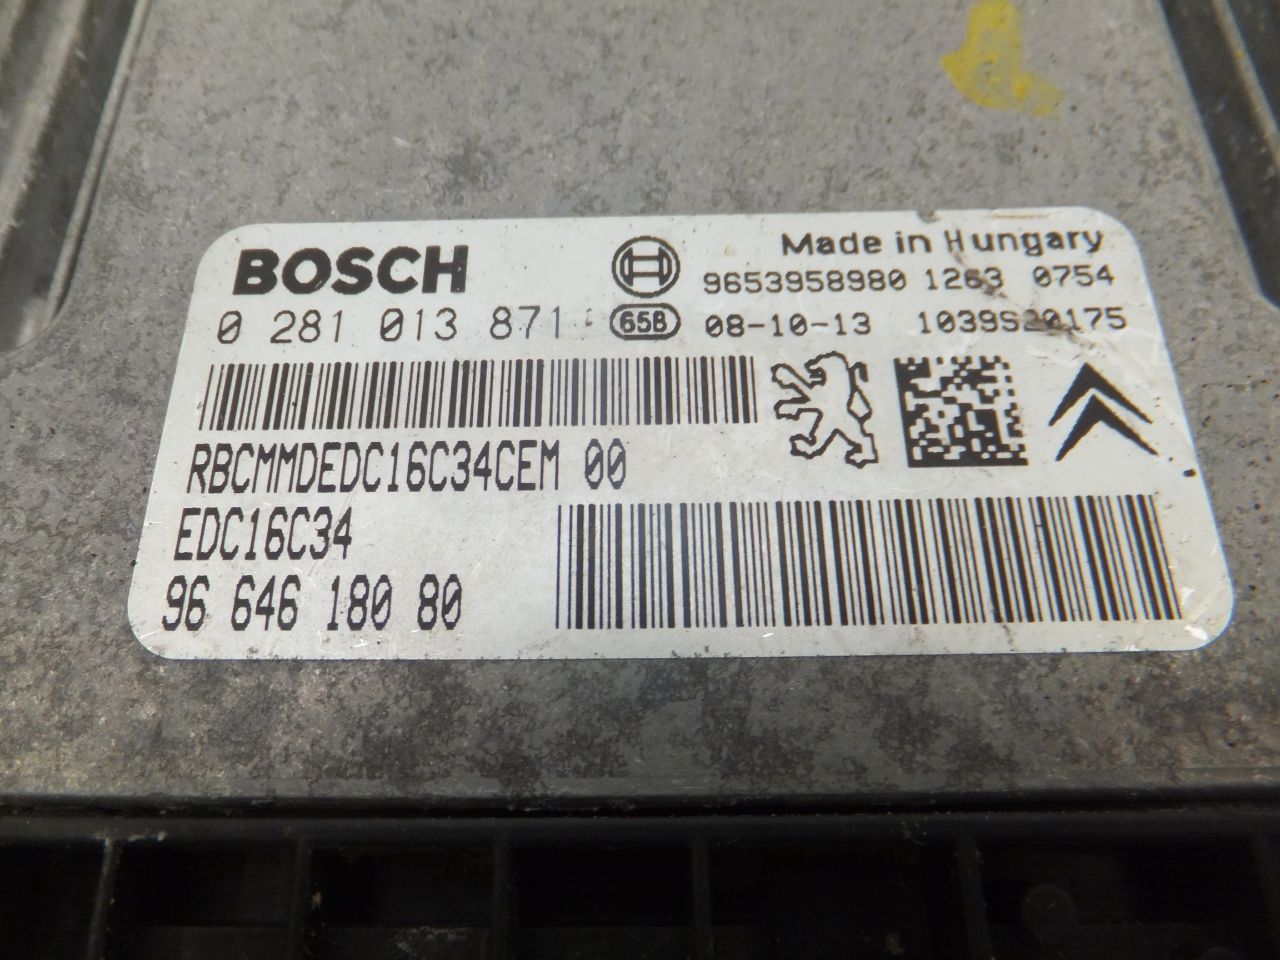 BOSCH
Made in Hungary
9653958980 1263 0754
0 281 013 871 65B 08-10-13 1039S20175
RBCMMDEDC16C34CEM 00
EDC16C34
96 646 180 80